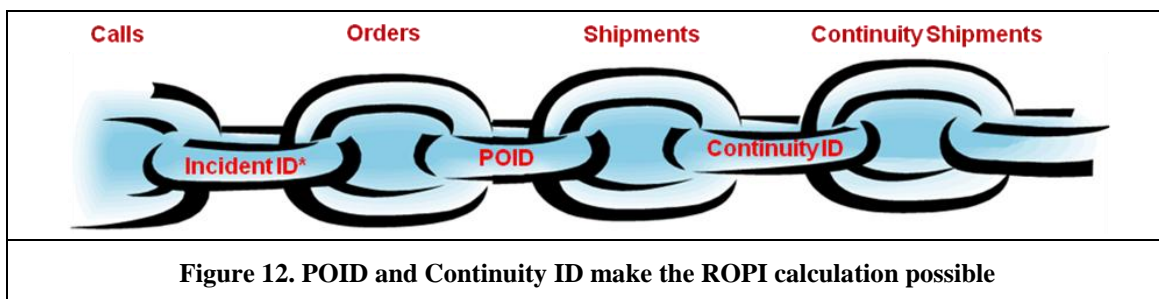 Calls Orders Shipments Continuity Shipments
Incident ID* POID Continuity ID
Figure 12. POID and Continuity ID make the ROPI calculation possible